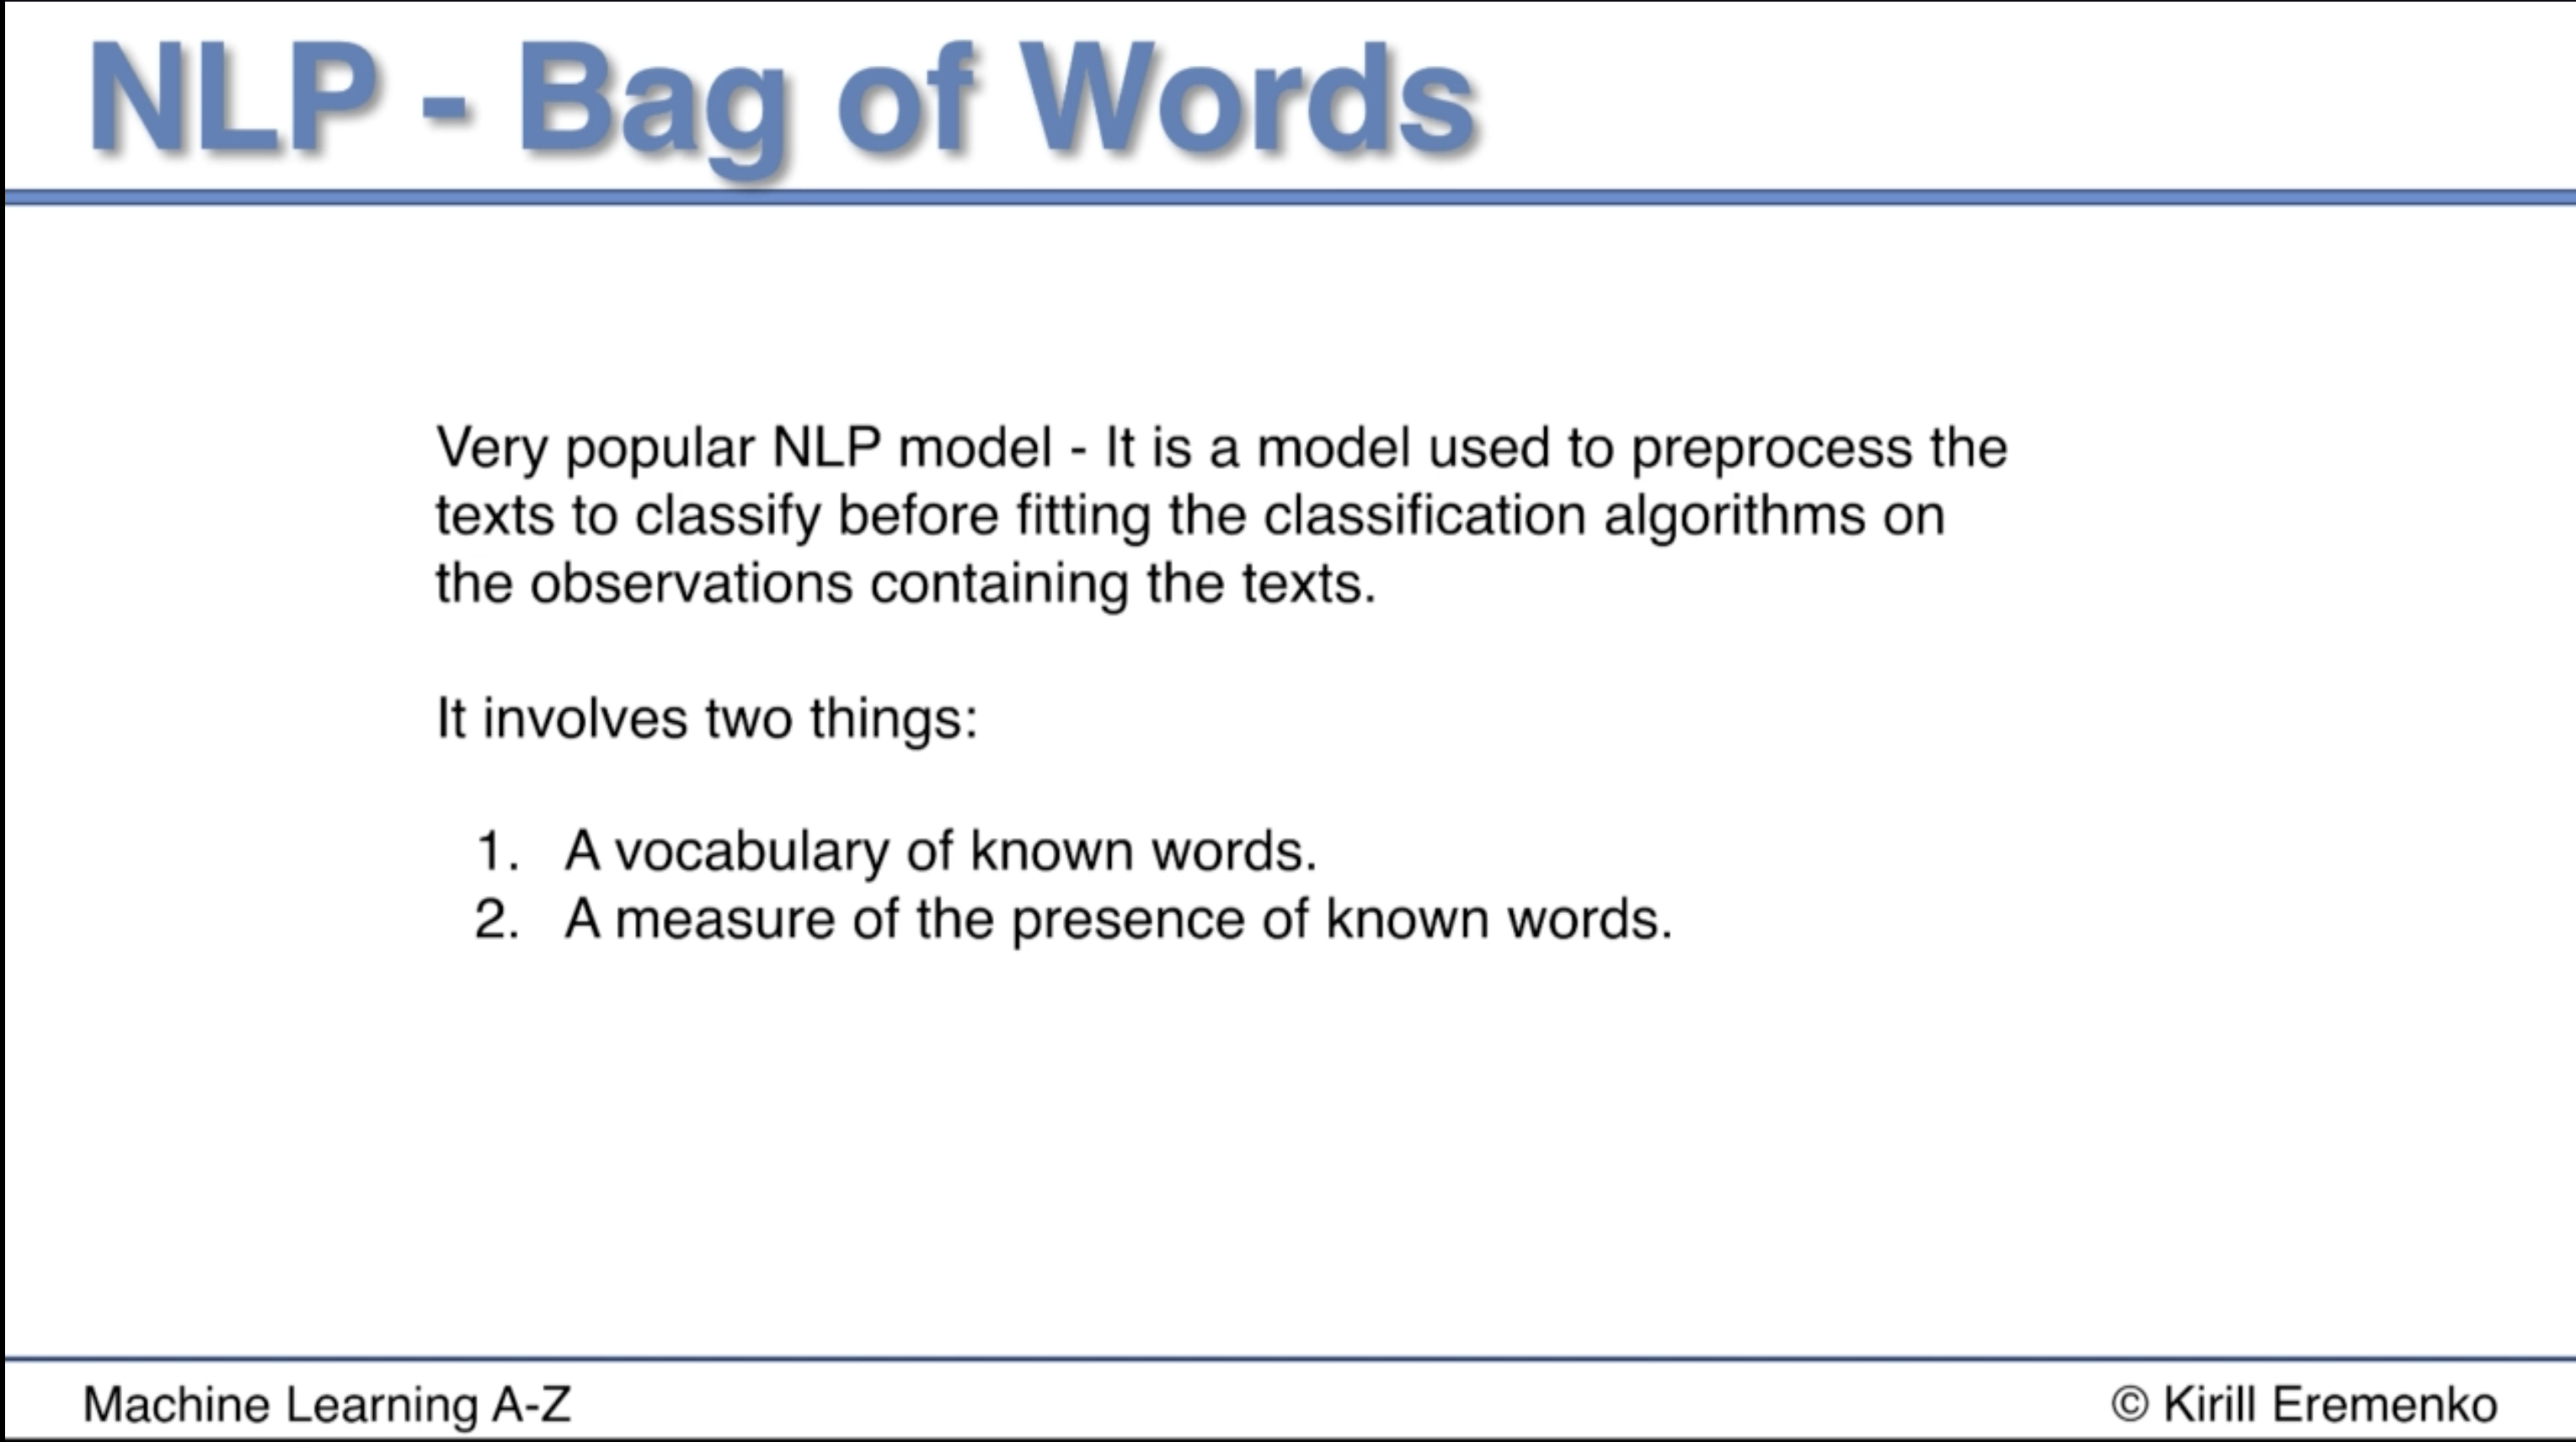 NLP - Bag of Words
Very popular NLP model - It is a model used to preprocess the
texts to classify before fitting the classification algorithms on
the observations containing the texts.
It involves two things:
1. A vocabulary of known words.
2. A measure of the presence of known words.
Machine Learning A-Z
© Kirill Eremenko